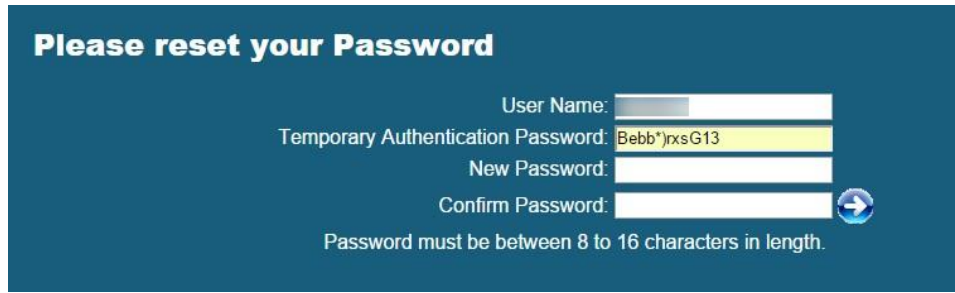 Please reset your Password
User Name:
Temporary Authentication Password: Bebb*)rxsG13
New Password:
Confirm Password:
Password must be between 8 to 16 characters in length.